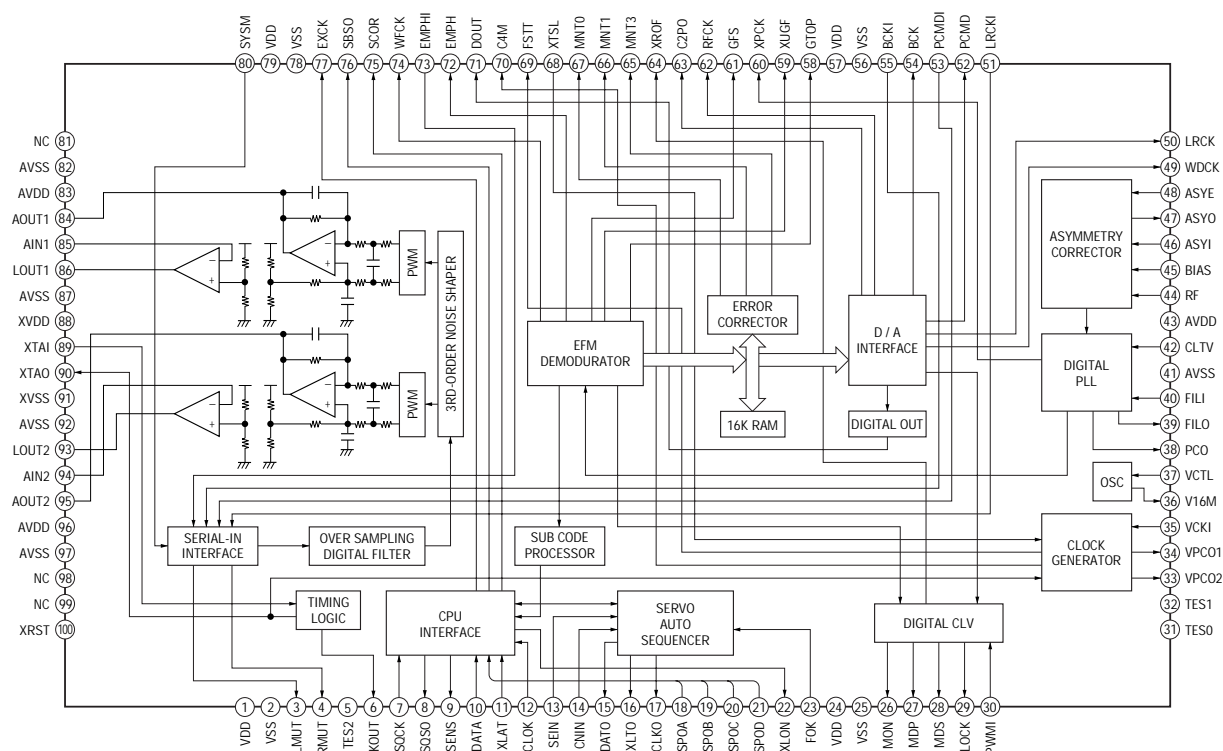 SYSM
VDD
VSS
EXCK
SBSO
SCOR
WFCK
EMPHI
EMPH
DOUT
C4M
FSTT
XTSL
MNT0
MNT1
MNT3
XROF
C2PO
RFCK
GFS
XPCK
XUGF
GTOP
VDD
VSS
BCKI
BCK
PCMDI
PCMD
LRCKI
80
79
78
77
76
75
74
73
72
71
70
69
68
67
66
65
64
63
62
61
60
59
58
57
56
55
54
53
52
51
NC 81
AVSS 82
AVDD 83
AOUT1 84
AIN1 85
LOUT1 86
AVSS 87
XVDD 88
XTAI 89
XTAO 90
XVSS 91
AVSS 92
LOUT2 93
AIN2 94
AOUT2 95
AVDD 96
AVSS 97
NC 98
NC 99
XRST 100
50 LRCK
49 WDCK
48 ASYE
47 ASYO
46 ASYI
45 BIAS
44 RF
43 AVDD
42 CLTV
41 AVSS
40 FILI
39 FILO
38 PCO
37 VCTL
36 V16M
35 VCKI
34 VPCO1
33 VPCO2
32 TES1
31 TES0
−
+
−
+
PWM
−
+
−
+
PWM
3RD-ORDER NOISE SHAPER
EFM
DEMODURATOR
ERROR
CORRECTOR
16K RAM
D / A
INTERFACE
DIGITAL OUT
ASYMMETRY
CORRECTOR
DIGITAL
PLL
OSC
CLOCK
GENERATOR
SERIAL-IN
INTERFACE
OVER SAMPLING
DIGITAL FILTER
SUB CODE
PROCESSOR
TIMING
LOGIC
CPU
INTERFACE
SERVO
AUTO
SEQUENCER
DIGITAL CLV
1
2
3
4
5
6
7
8
9
10
11
12
13
14
15
16
17
18
19
20
21
22
23
24
25
26
27
28
29
30
VDD
VSS
LMUT
RMUT
TES2
KOUT
SQCK
SQSO
SENS
DATA
XLAT
CLOK
SEIN
CNIN
DATO
XLTO
CLKO
SPOA
SPOB
SPOC
SPOD
XLON
FOK
VDD
VSS
MON
MDP
MDS
LOCK
PWMI